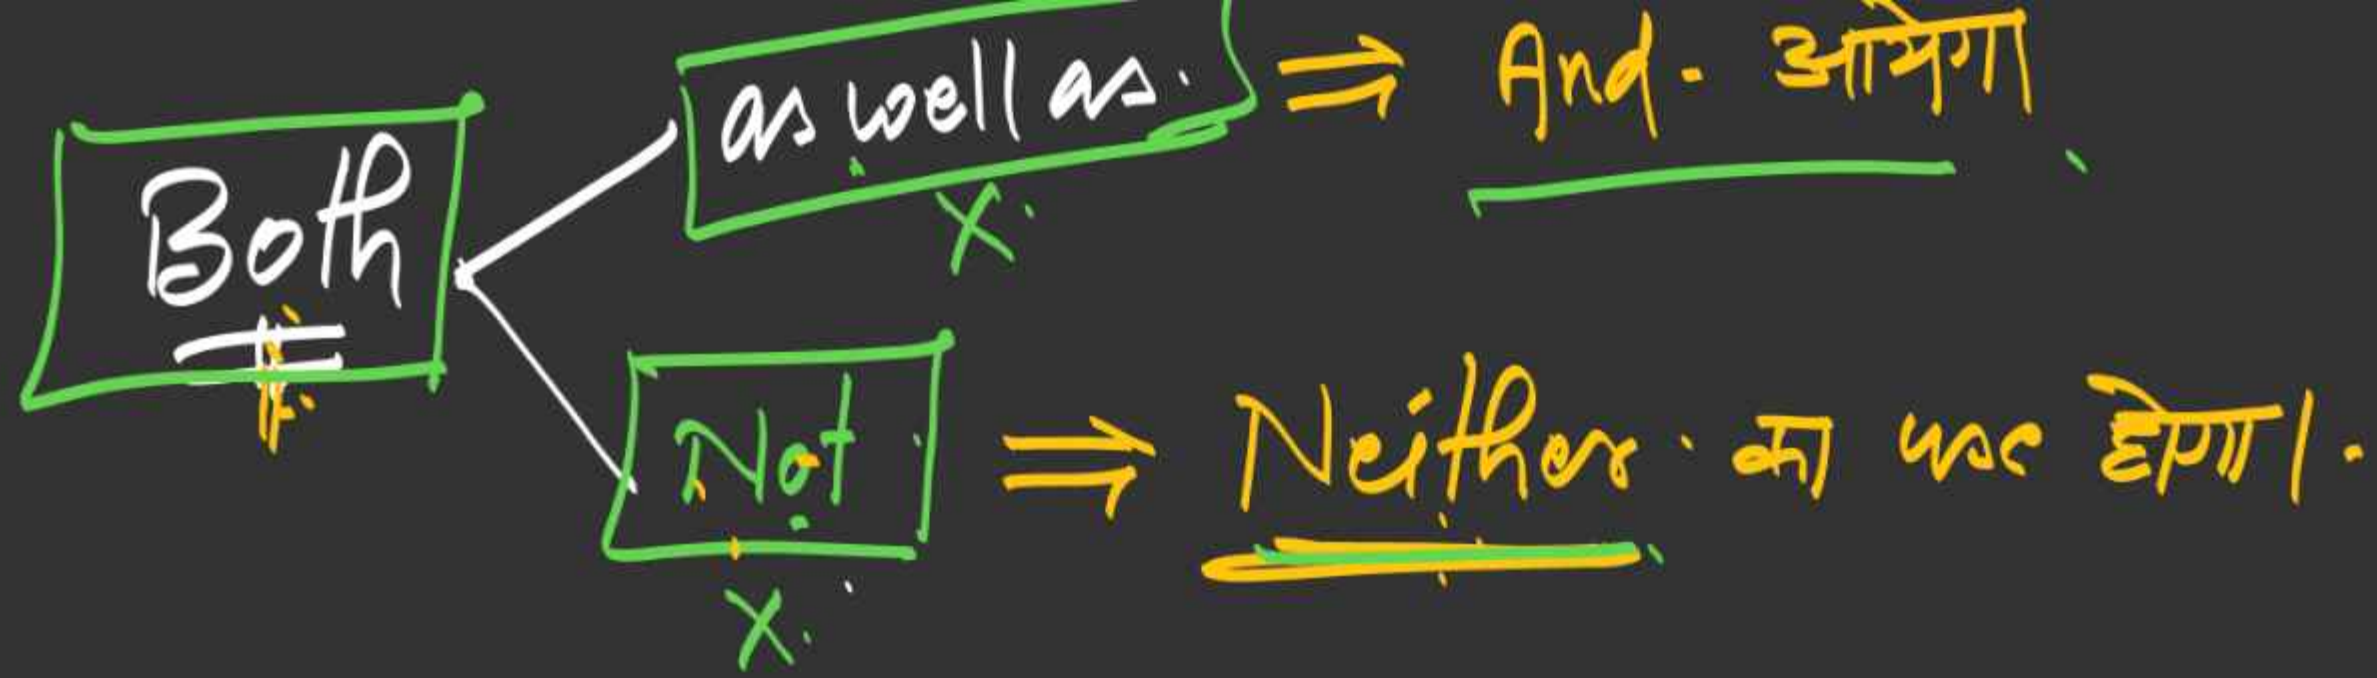 as well as. ⇒ And. आयेगा
Both
X.
Not ⇒ Neither. का use होगा।.
X.